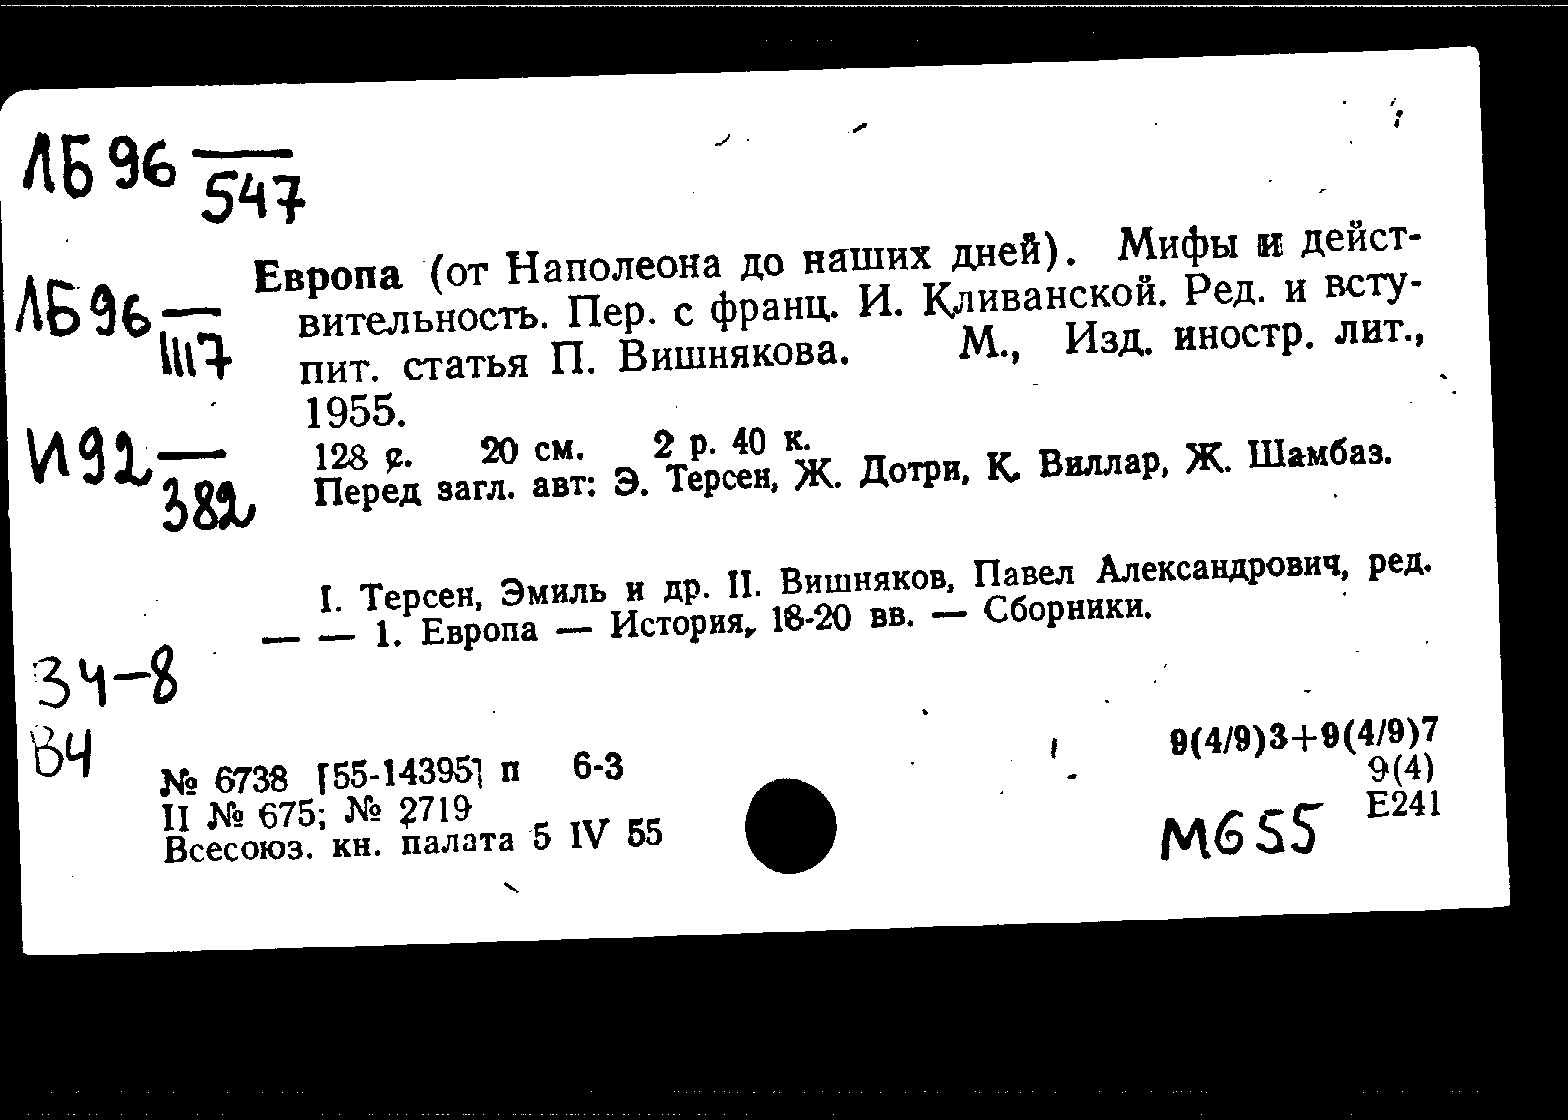 ЛБ96 —
547
Европа (от Наполеона до наших дней). Мифы и дейст-
ЛБ96 —
1117
вительность. Пер. с франц. И. Кливанской. Ред. и всту-
пит. статья П. Вишнякова. М., Изд. иностр. лит.,
1955.
И92 —
382
128 с. 20 см. 2 р. 40 к.
Перед загл. авт: Э. Терсен, Ж. Дотри, К. Виллар, Ж. Шамбаз.
I. Терсен, Эмиль и др. II. Вишняков, Павел Александрович, ред.
— — 1. Европа — История, 18-20 вв. — Сборники.
34-8
В4
9(4/9)3+9(4/9)7
№ 6738 [55-14395] п 6-3
9(4)
II № 675; № 2719
Е241
Всесоюз. кн. палата 5 IV 55
М655